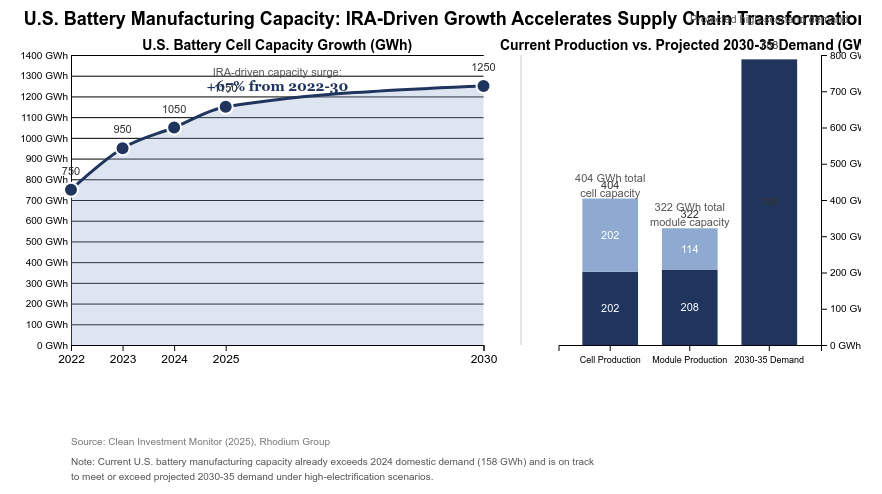 U.S. Battery Manufacturing Capacity: IRA-Driven Growth Accelerates Supply Chain Transformation
U.S. Battery Cell Capacity Growth (GWh)
Current Production vs. Projected 2030-35 Demand (GW
1400 GWh
1300 GWh
1200 GWh
1100 GWh
1000 GWh
900 GWh
800 GWh
700 GWh
600 GWh
500 GWh
400 GWh
300 GWh
200 GWh
100 GWh
0 GWh
IRA-driven capacity surge:
+67% from 2022-30
750
950
1050
1150
1250
2022
2023
2024
2025
2030
404 GWh total
cell capacity
404
202
202
322 GWh total
module capacity
322
114
208
800 GW
700 GW
600 GW
500 GW
400 GW
300 GW
200 GW
100 GW
0 GWh
Cell Production
Module Production
2030-35 Demand
Source: Clean Investment Monitor (2025), Rhodium Group
Note: Current U.S. battery manufacturing capacity already exceeds 2024 domestic demand (158 GWh) and is on track
to meet or exceed projected 2030-35 demand under high-electrification scenarios.